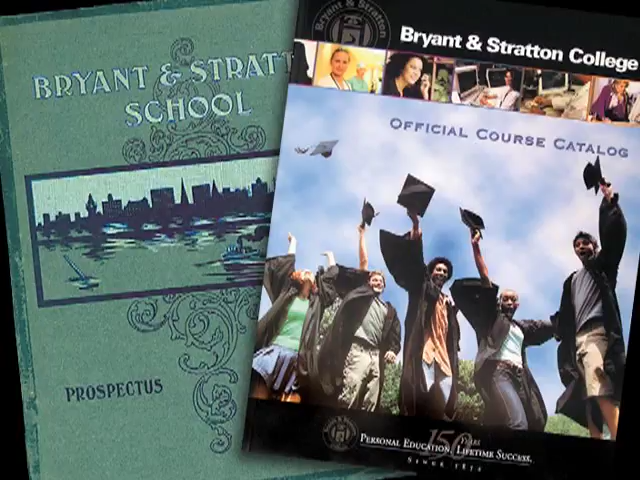 BRYANT & STRATT
SCHOOL
PROSPECTUS
Bryant & Stratton
Bryant & Stratton College
OFFICIAL COURSE CATALOG
PERSONAL EDUCATION. LIFETIME SUCCESS.
150 YEARS
SINCE 1854